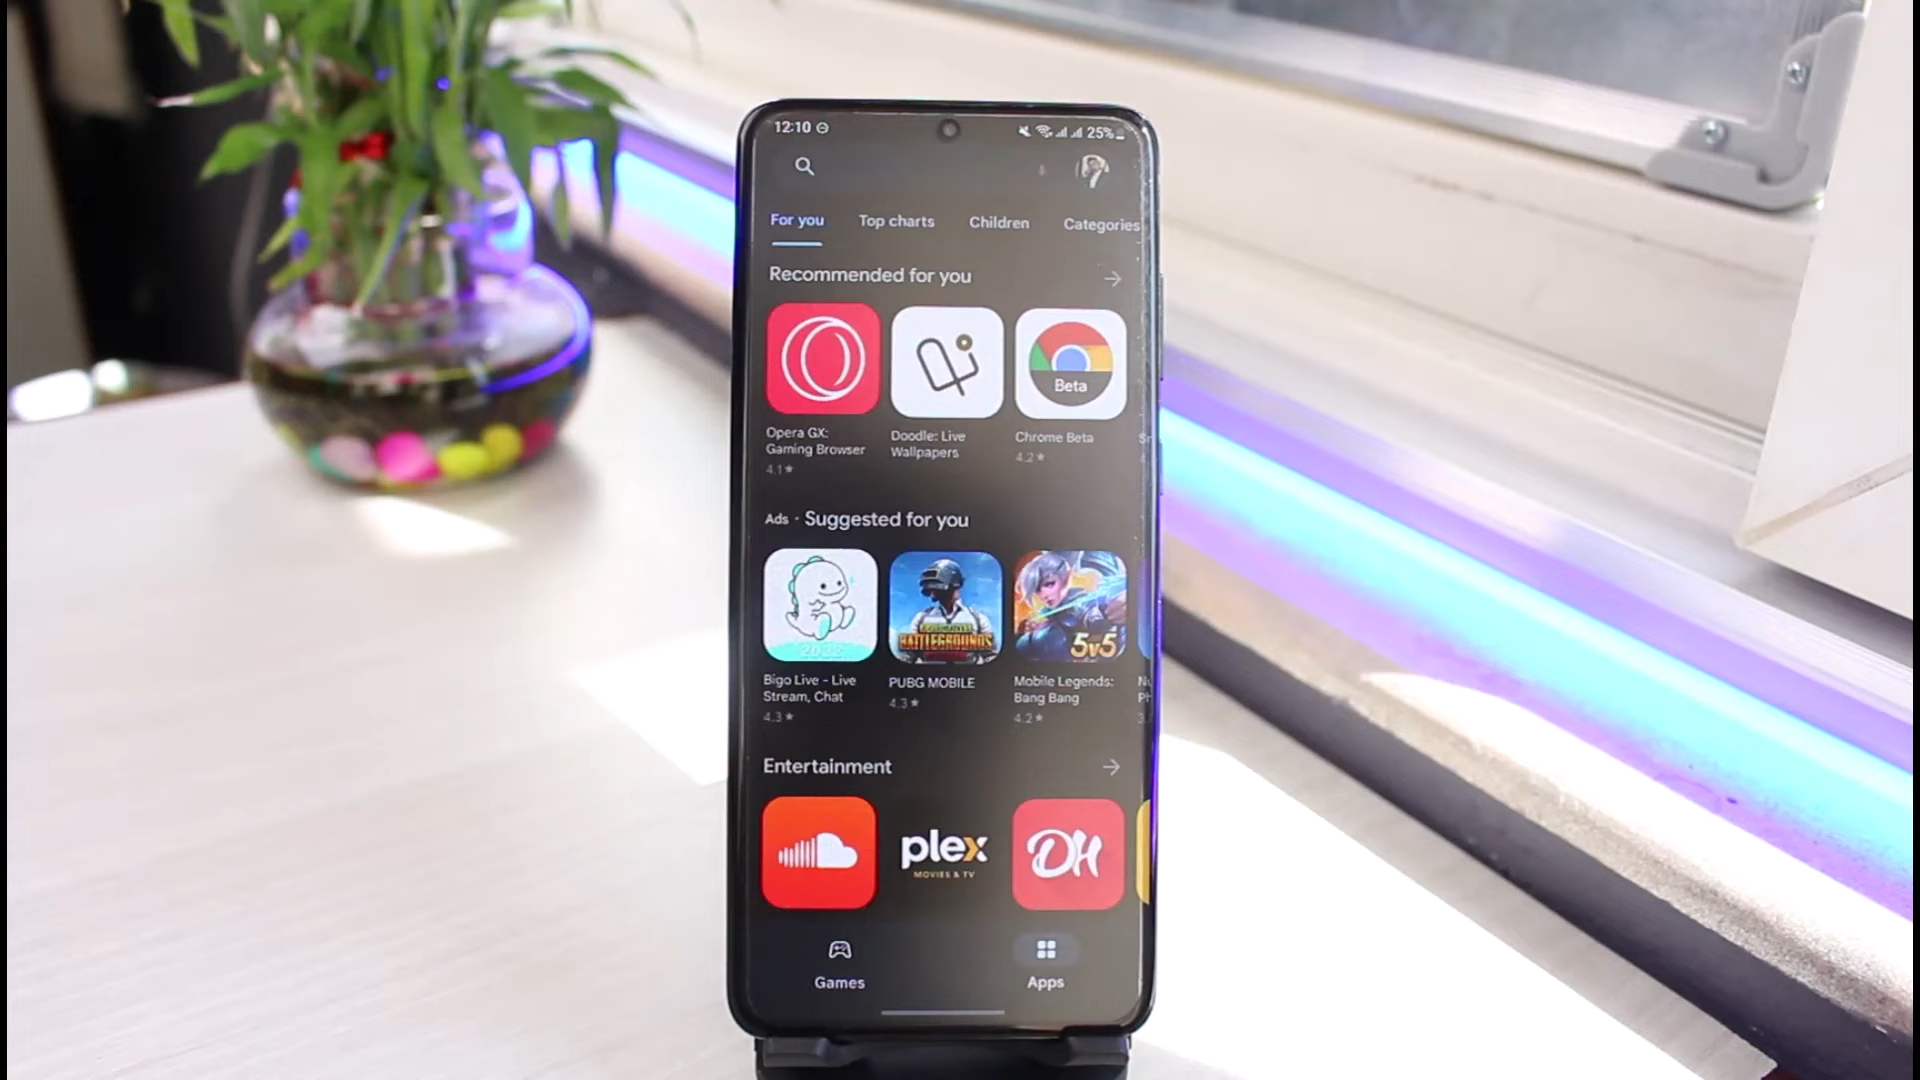 12:10 25%
For you Top charts Children Categories
Recommended for you
Beta
Opera GX:
Gaming Browser
4.1★
Doodle: Live
Wallpapers
Chrome Beta
4.2★
Ads · Suggested for you
BATTLEGROUNDS
5v5
Bigo Live - Live
Stream, Chat
4.3★
PUBG MOBILE
4.3★
Mobile Legends:
Bang Bang
4.2★
Entertainment
plex
MOVIES & TV
DH
Games Apps